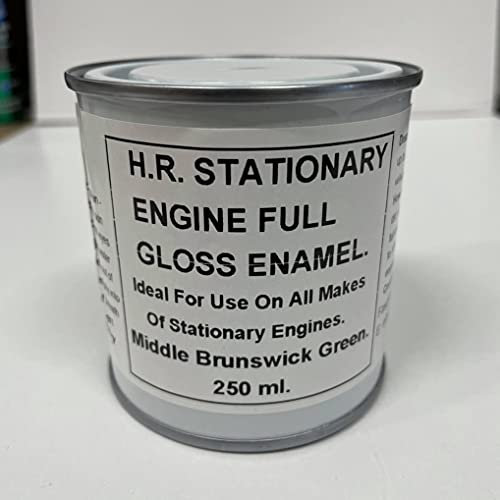 H.R. STATIONARY
ENGINE FULL
GLOSS ENAMEL.
Ideal For Use On All Makes
Of Stationary Engines.
Middle Brunswick Green.
250 ml.